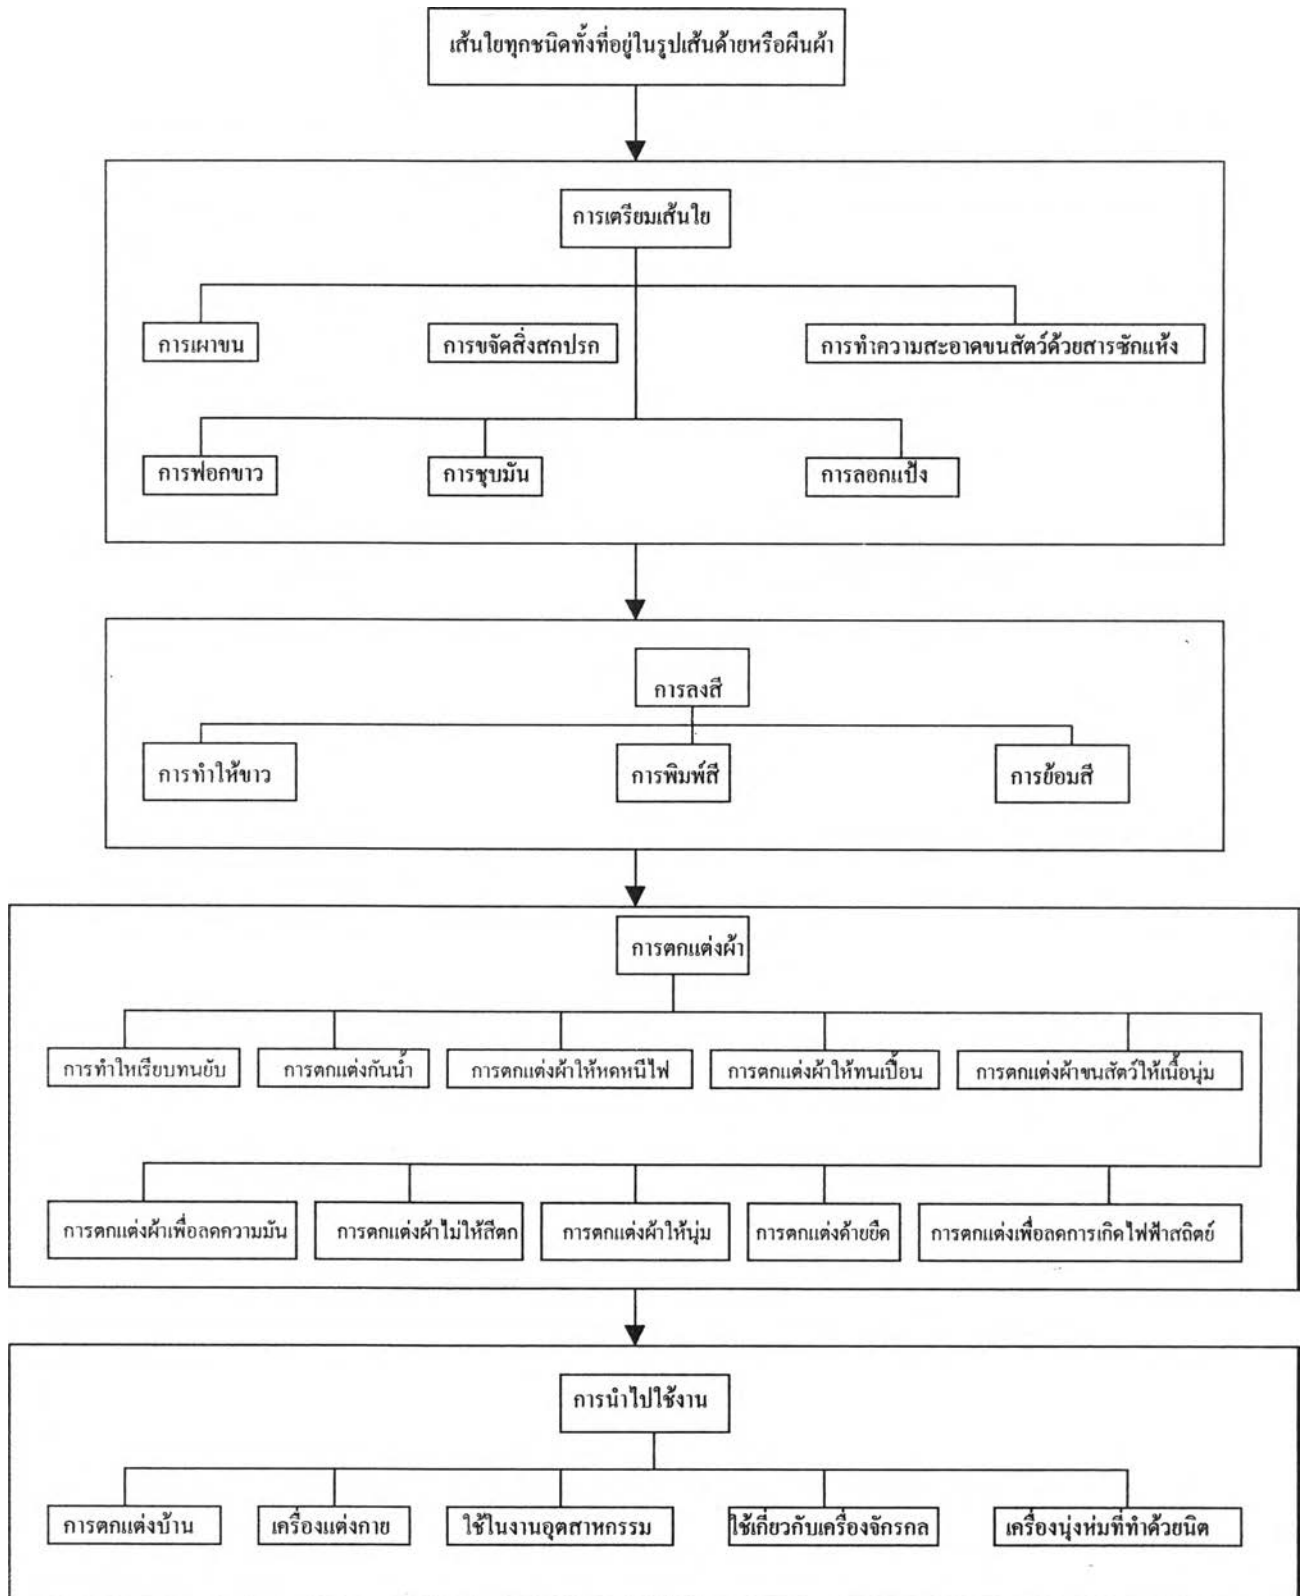 เส้นใยทุกชนิดทั้งที่อยู่ในรูปเส้นด้ายหรือผืนผ้า
การเตรียมเส้นใย
การเผาขน
การขจัดสิ่งสกปรก
การทำความสะอาดขนสัตว์ด้วยสารซักแห้ง
การฟอกขาว
การชุบมัน
การลอกแป้ง
การลงสี
การทำให้ขาว
การพิมพ์สี
การย้อมสี
การตกแต่งผ้า
การทำใหเรียบทนยับ
การตกแต่งกันน้ำ
การตกแต่งผ้าให้หดหนีไฟ
การตกแต่งผ้าให้ทนเปื้อน
การตกแต่งผ้าขนสัตว์ให้เนื้อนุ่ม
การตกแต่งผ้าเพื่อลดความมัน
การตกแต่งผ้าไม่ให้สีตก
การตกแต่งผ้าให้นุ่ม
การตกแต่งด้ายยืด
การตกแต่งเพื่อลดการเกิดไฟฟ้าสถิตย์
การนำไปใช้งาน
การตกแต่งบ้าน
เครื่องแต่งกาย
ใช้ในงานอุตสาหกรรม
ใช้เกี่ยวกับเครื่องจักรกล
เครื่องนุ่งห่มที่ทำด้วยนิต